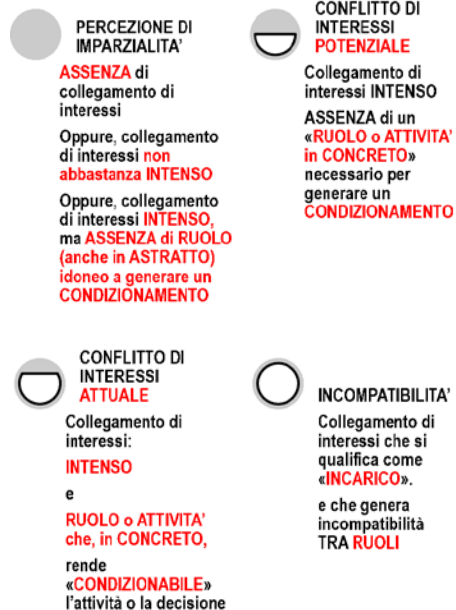 PERCEZIONE DI
IMPARZIALITA'
ASSENZA di
collegamento di
interessi
Oppure, collegamento
di interessi non
abbastanza INTENSO
Oppure, collegamento
di interessi INTENSO,
ma ASSENZA di RUOLO
(anche in ASTRATTO)
idoneo a generare un
CONDIZIONAMENTO
CONFLITTO DI
INTERESSI
POTENZIALE
Collegamento di
interessi INTENSO
ASSENZA di un
«RUOLO o ATTIVITA'
in CONCRETO»
necessario per
generare un
CONDIZIONAMENTO
CONFLITTO DI
INTERESSI
ATTUALE
Collegamento di
interessi:
INTENSO
e
RUOLO o ATTIVITA'
che, in CONCRETO,
rende
«CONDIZIONABILE»
l'attività o la decisione
INCOMPATIBILITA'
Collegamento di
interessi che si
qualifica come
«INCARICO».
e che genera
incompatibilità
TRA RUOLI